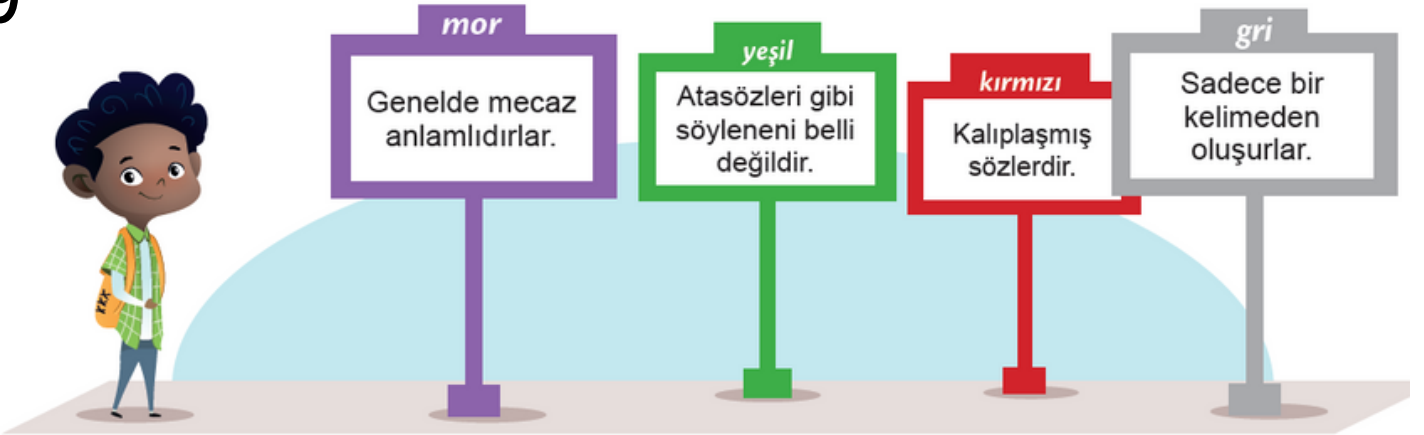 mor
Genelde mecaz
anlamlıdırlar.
yeşil
Atasözleri gibi
söyleneni belli
değildir.
kırmızı
Kalıplaşmış
sözlerdir.
gri
Sadece bir
kelimeden
oluşurlar.